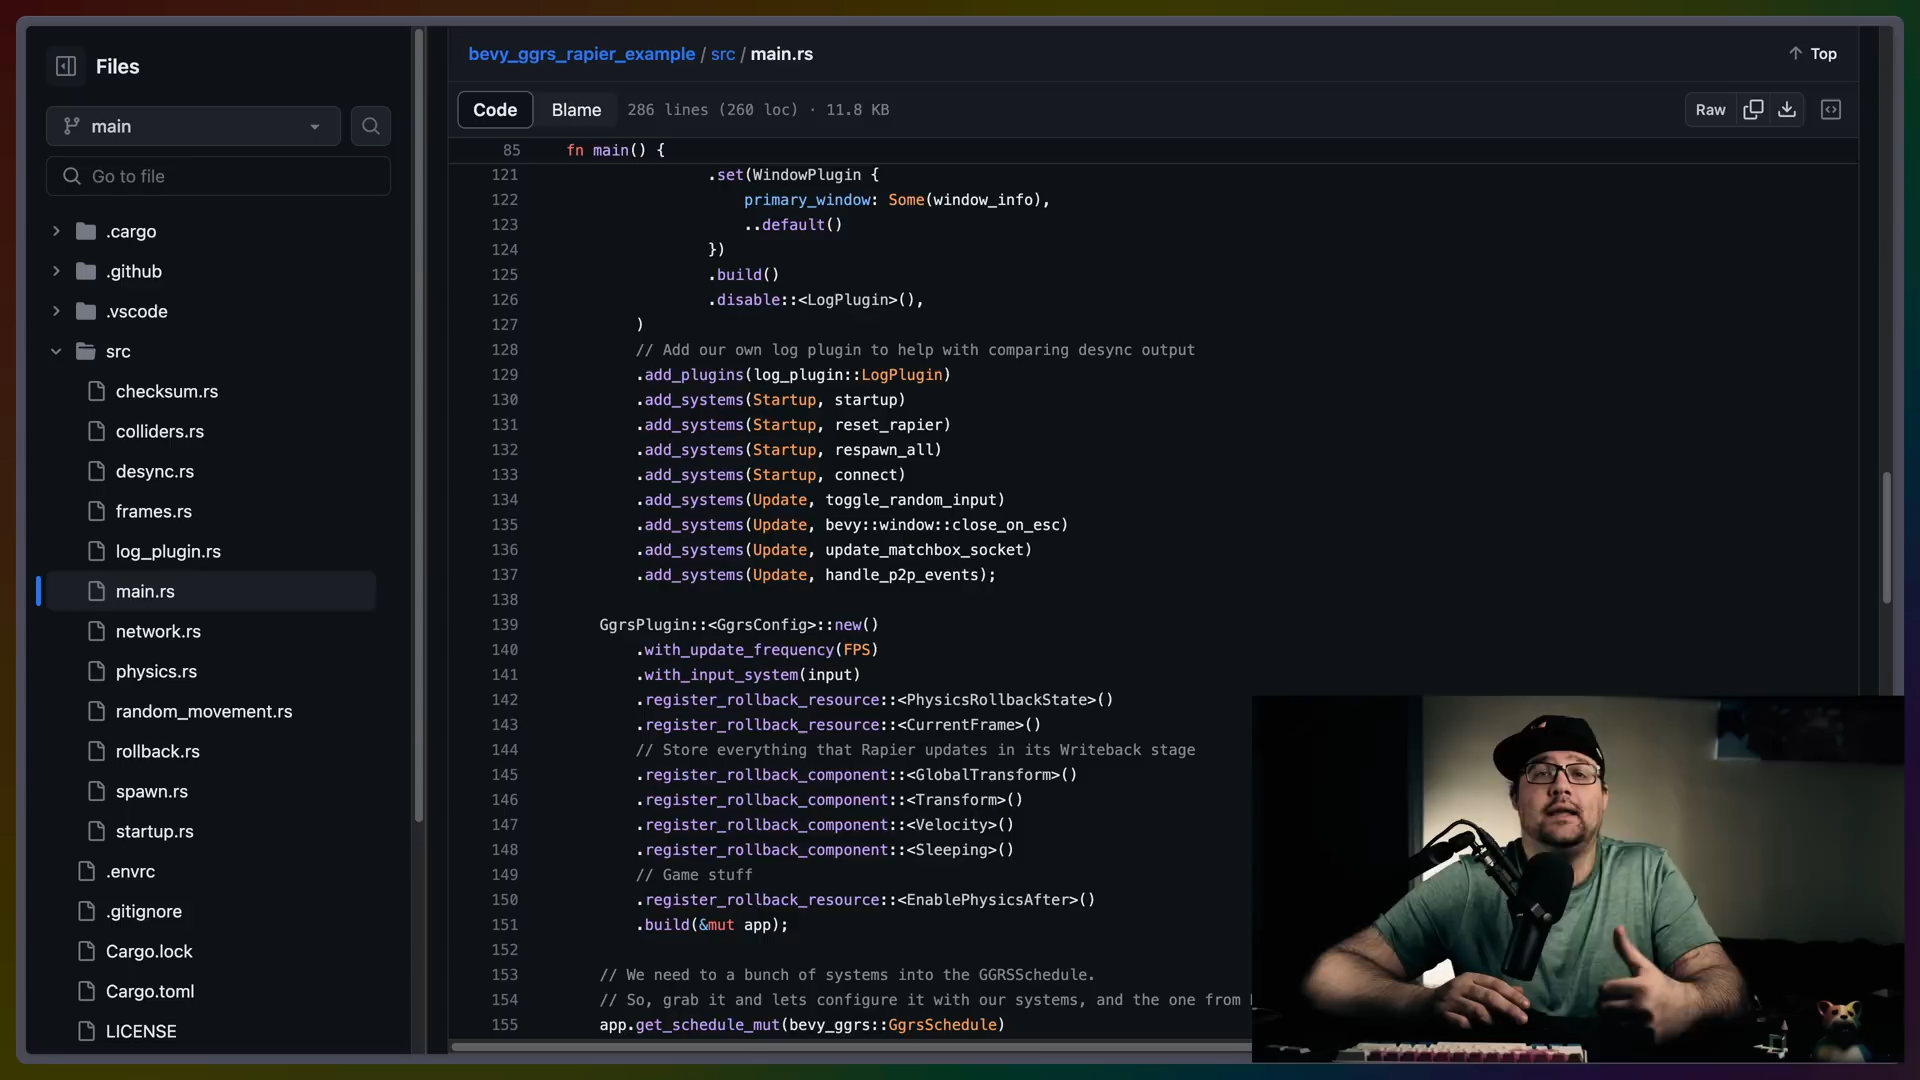 Files
main
Go to file
.cargo
.github
.vscode
src
checksum.rs
colliders.rs
desync.rs
frames.rs
log_plugin.rs
main.rs
network.rs
physics.rs
random_movement.rs
rollback.rs
spawn.rs
startup.rs
.envrc
.gitignore
Cargo.lock
Cargo.toml
LICENSE
bevy_ggrs_rapier_example / src / main.rs
Top
Code Blame 286 lines (260 loc) · 11.8 KB
Raw
85 fn main() {
121 .set(WindowPlugin {
122 primary_window: Some(window_info),
123 ..default()
124 })
125 .build()
126 .disable::<LogPlugin>(),
127 )
128 // Add our own log plugin to help with comparing desync output
129 .add_plugins(log_plugin::LogPlugin)
130 .add_systems(Startup, startup)
131 .add_systems(Startup, reset_rapier)
132 .add_systems(Startup, respawn_all)
133 .add_systems(Startup, connect)
134 .add_systems(Update, toggle_random_input)
135 .add_systems(Update, bevy::window::close_on_esc)
136 .add_systems(Update, update_matchbox_socket)
137 .add_systems(Update, handle_p2p_events);
138
139 GgrsPlugin::<GgrsConfig>::new()
140 .with_update_frequency(FPS)
141 .with_input_system(input)
142 .register_rollback_resource::<PhysicsRollbackState>()
143 .register_rollback_resource::<CurrentFrame>()
144 // Store everything that Rapier updates in its Writeback stage
145 .register_rollback_component::<GlobalTransform>()
146 .register_rollback_component::<Transform>()
147 .register_rollback_component::<Velocity>()
148 .register_rollback_component::<Sleeping>()
149 // Game stuff
150 .register_rollback_resource::<EnablePhysicsAfter>()
151 .build(&mut app);
152
153 // We need to a bunch of systems into the GGRSSchedule.
154 // So, grab it and lets configure it with our systems, and the one from
155 app.get_schedule_mut(bevy_ggrs::GgrsSchedule)